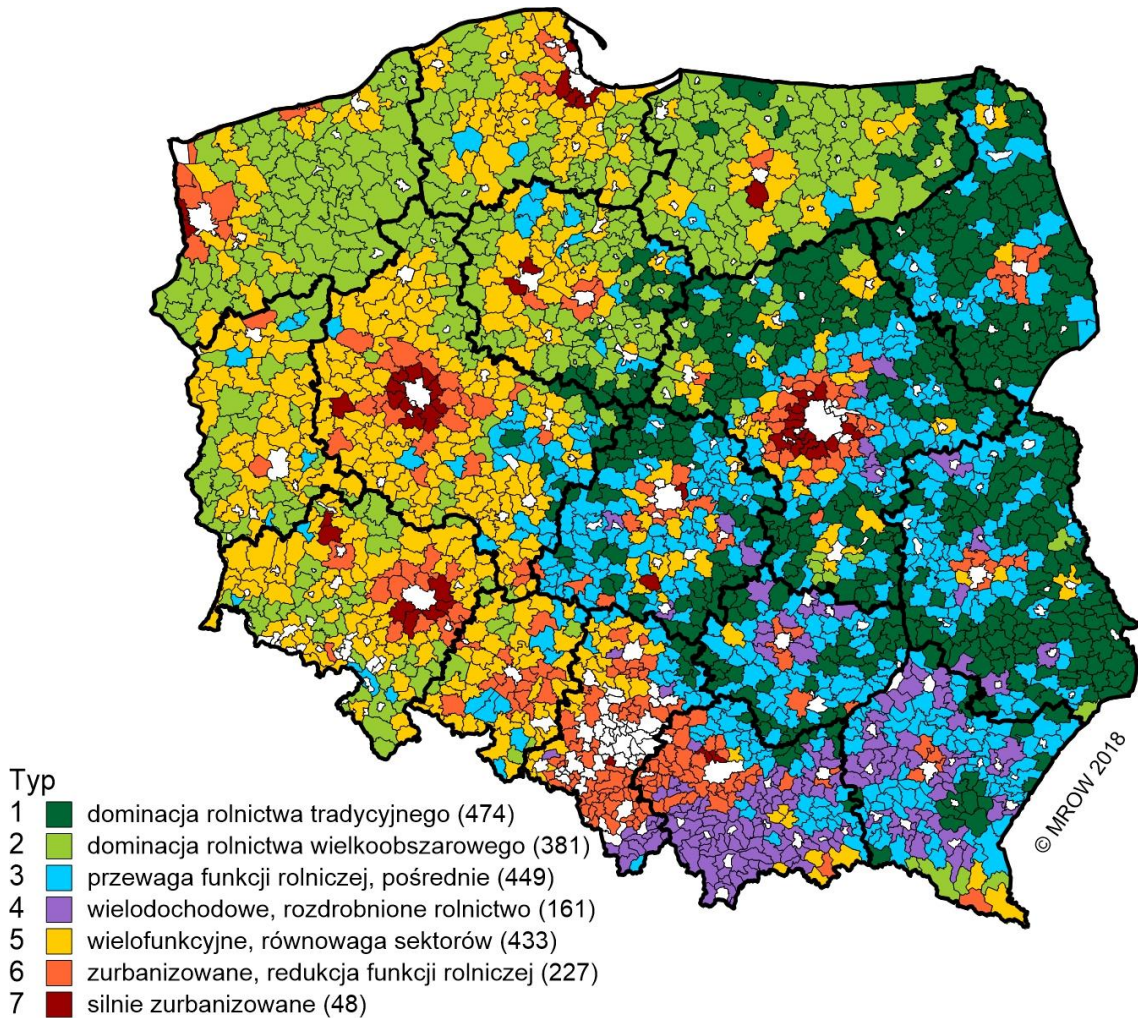 Typ
1 dominacja rolnictwa tradycyjnego (474)
2 dominacja rolnictwa wielkoobszarowego (381)
3 przewaga funkcji rolniczej, pośrednie (449)
4 wielodochodowe, rozdrobnione rolnictwo (161)
5 wielofunkcyjne, równowaga sektorów (433)
6 zurbanizowane, redukcja funkcji rolniczej (227)
7 silnie zurbanizowane (48)
© MROW 2018